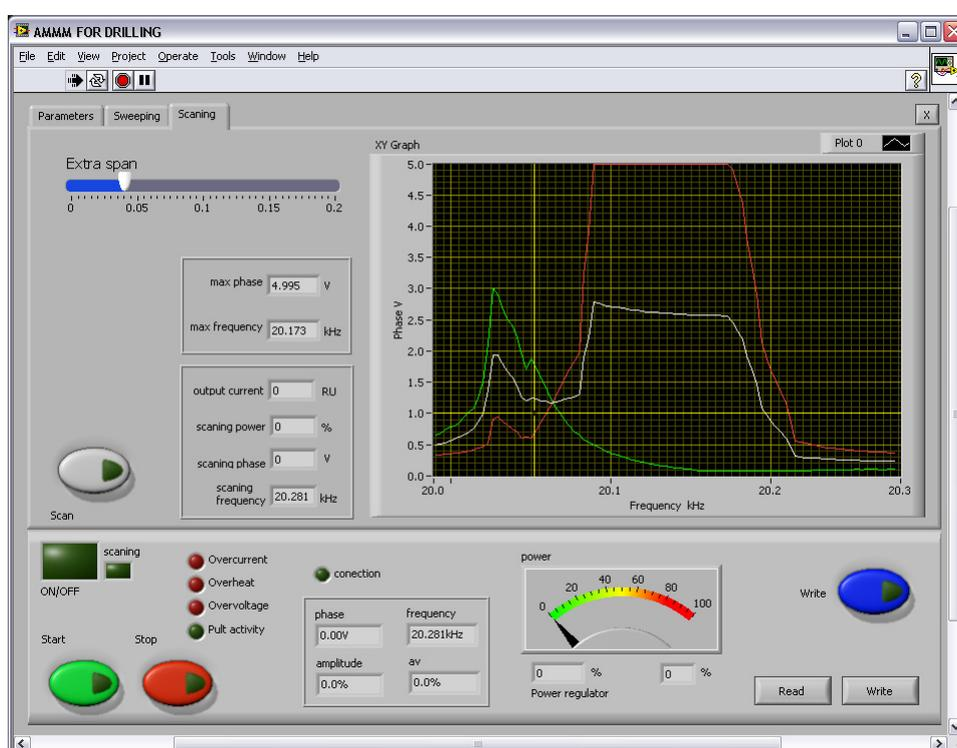 AMMM FOR DRILLING
File Edit View Project Operate Tools Window Help
Parameters Sweeping Scaning X
Extra span
0 0.05 0.1 0.15 0.2
max phase 4.995 V
max frequency 20.173 kHz
output current 0 RU
scaning power 0 %
scaning phase 0 V
scaning
frequency 20.281 kHz
Scan
XY Graph
Plot 0
5.0
4.5
4.0
3.5
3.0
2.5
2.0
1.5
1.0
0.5
0.0
Phase V
20.0 20.1 20.2 20.3
Frequency kHz
ON/OFF
scaning
Overcurrent
Overheat
Overvoltage
Pult activity
Start Stop
conection
phase frequency
0.00V 20.281kHz
amplitude av
0.0% 0.0%
power
0 20 40 60 80 100
0 % 0 %
Power regulator
Write
Read Write